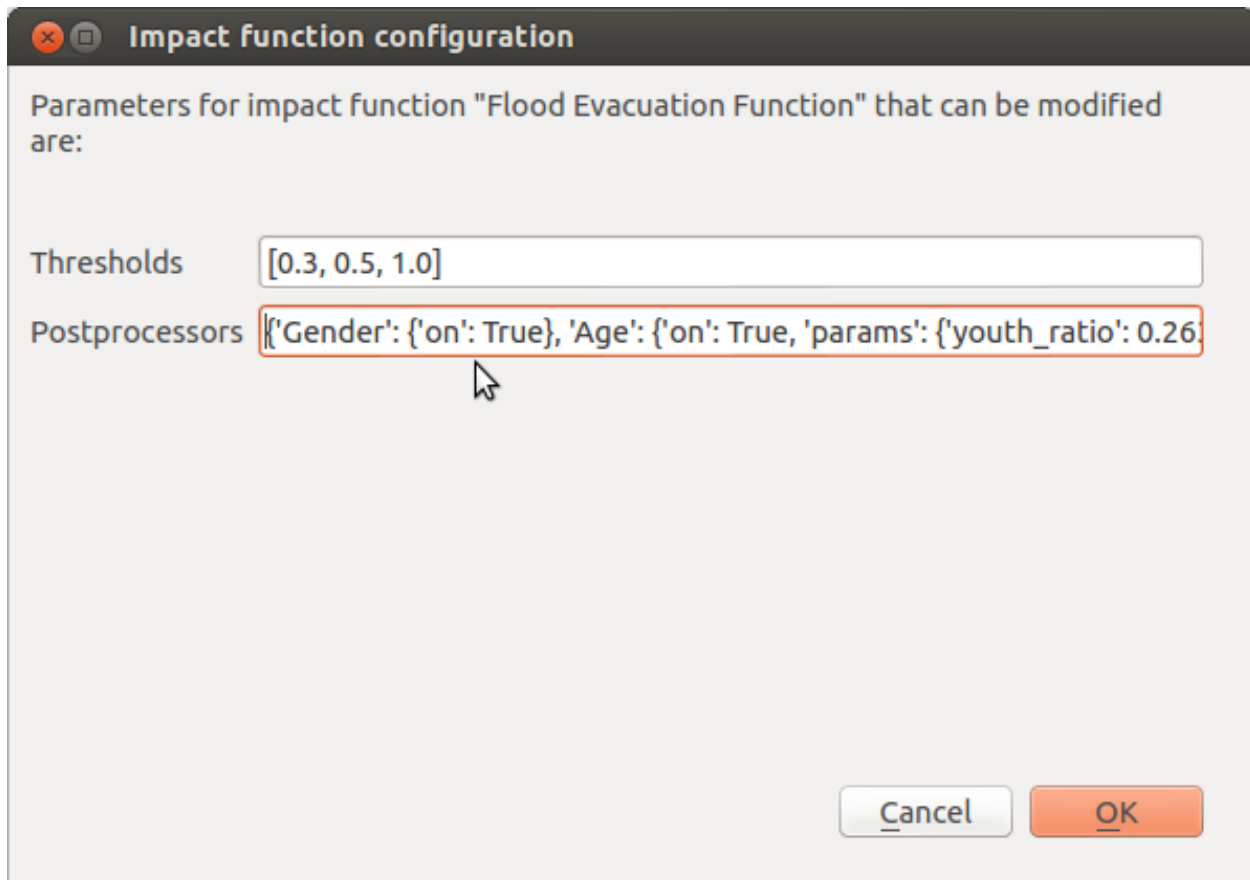 Impact function configuration
Parameters for impact function "Flood Evacuation Function" that can be modified
are:
Thresholds [0.3, 0.5, 1.0]
Postprocessors {'Gender': {'on': True}, 'Age': {'on': True, 'params': {'youth_ratio': 0.26
Cancel OK